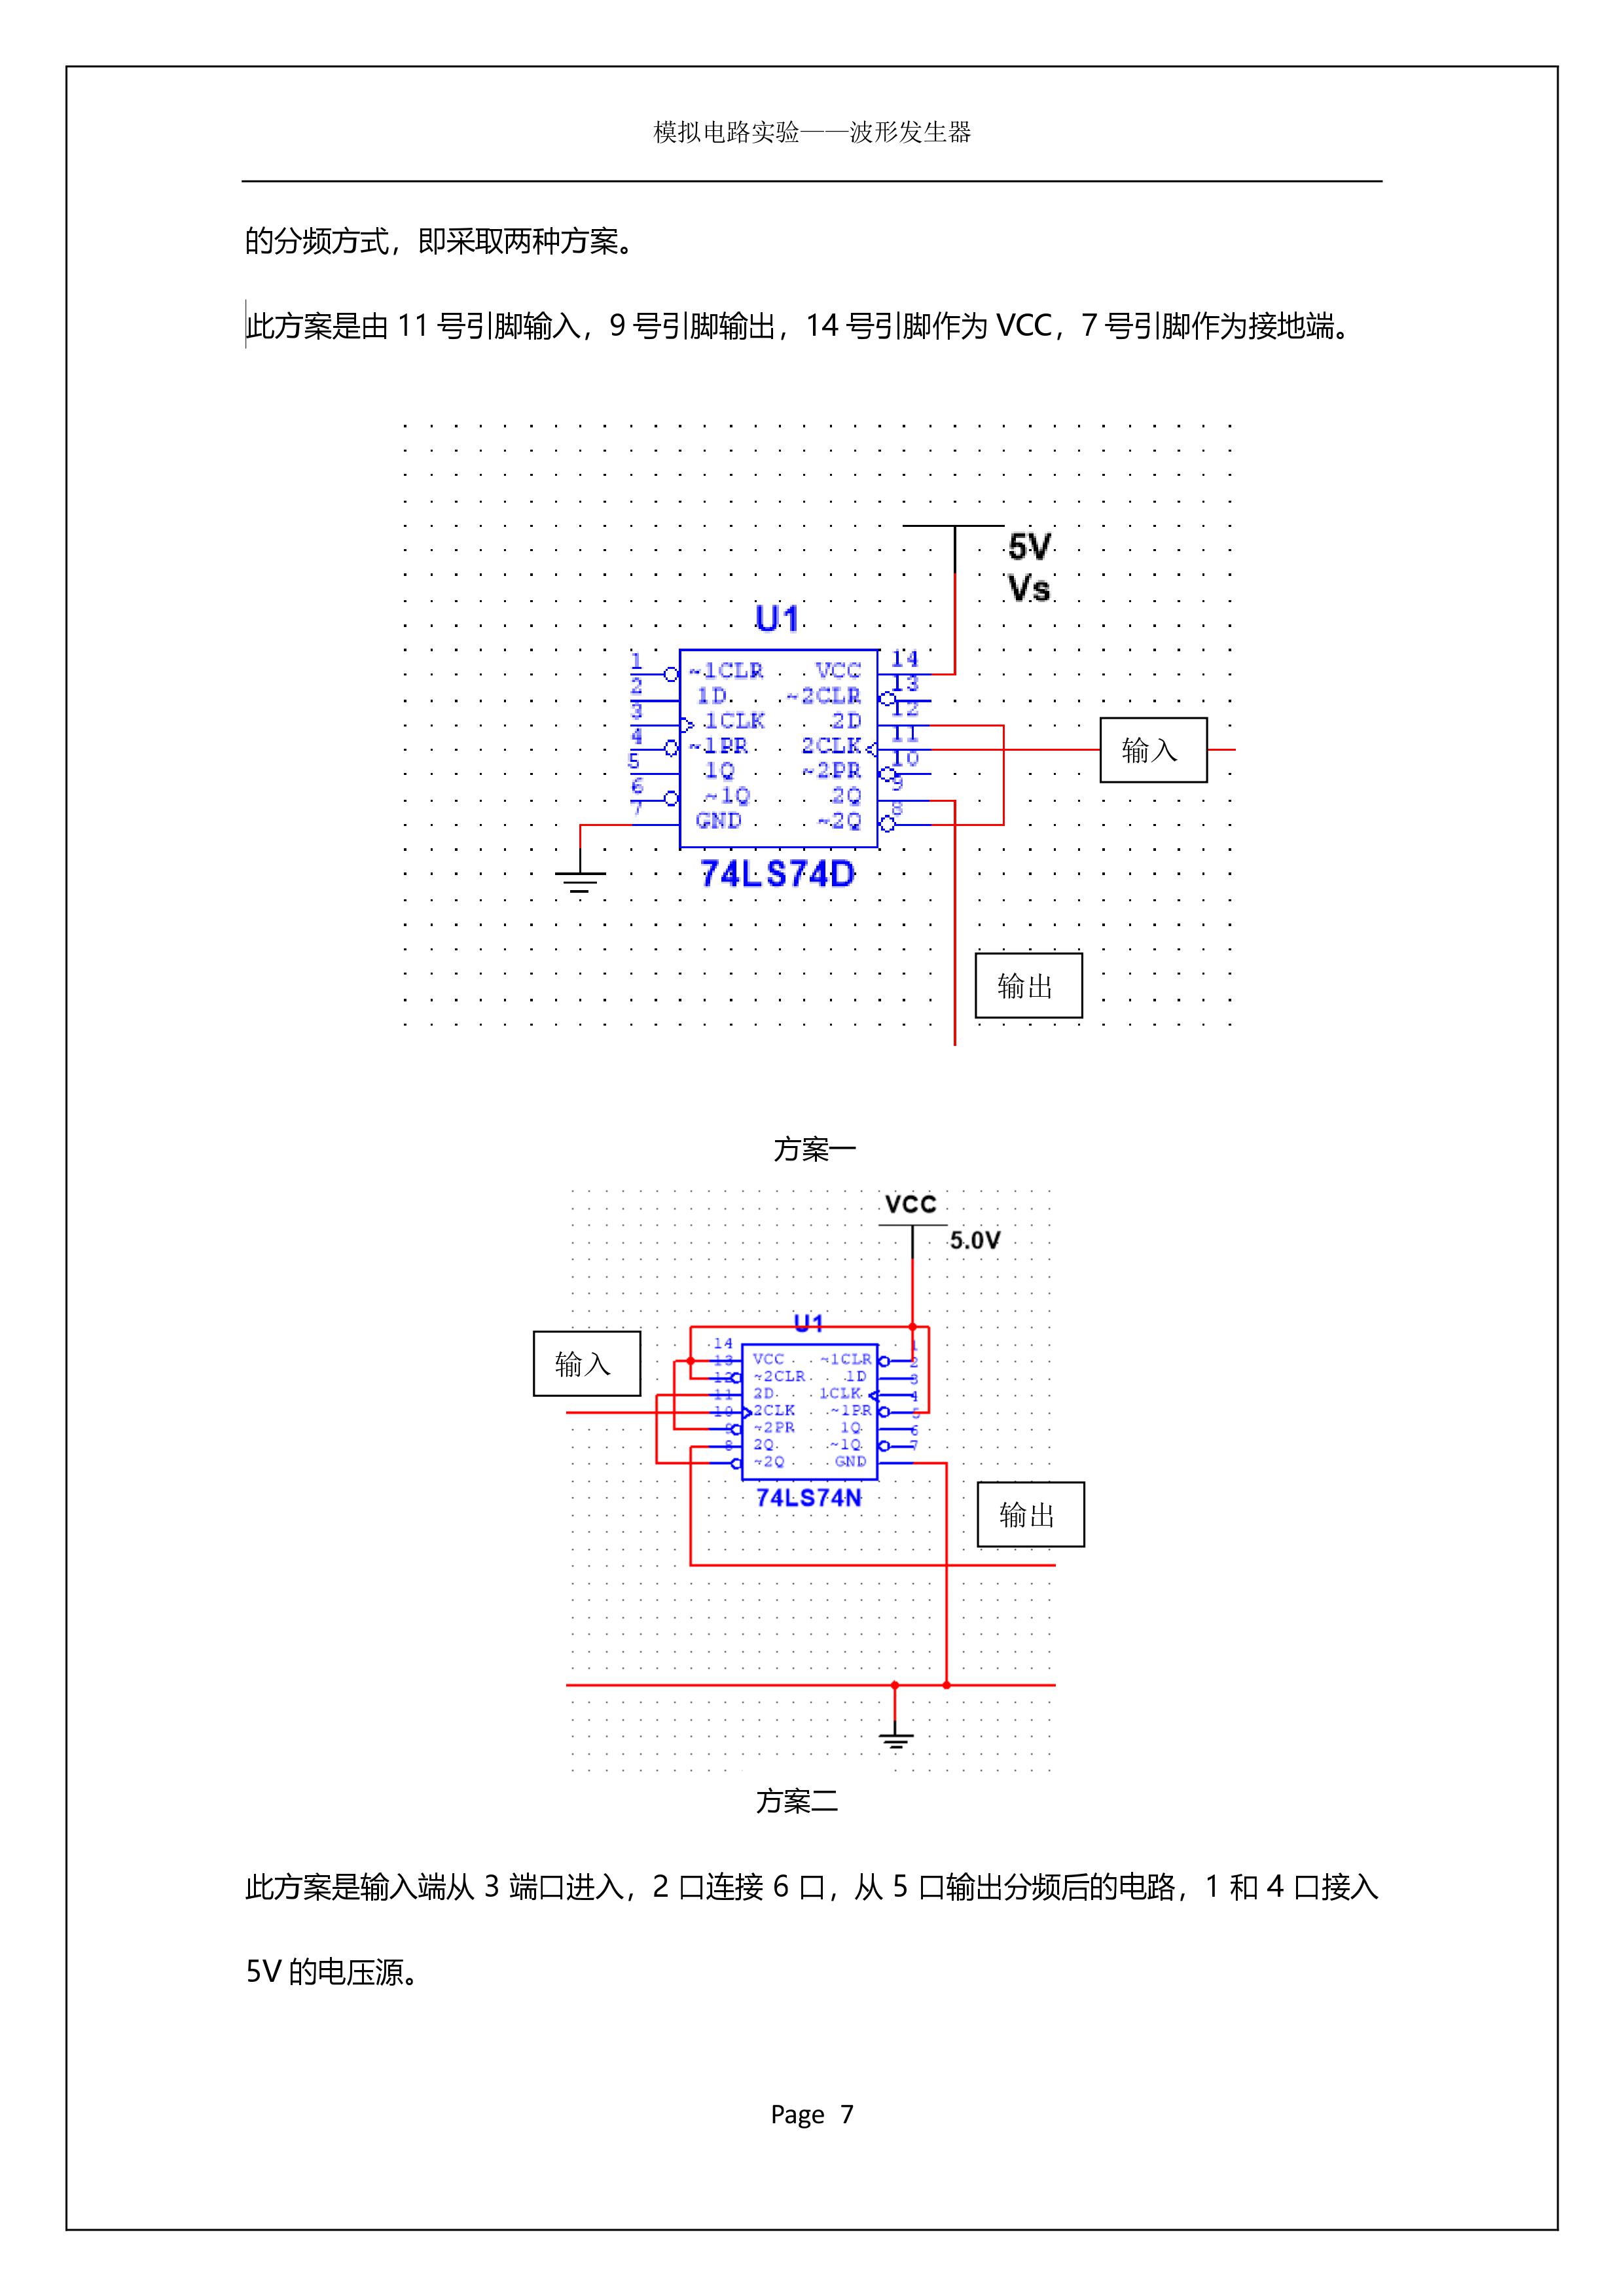 模拟电路实验——波形发生器
的分频方式，即采取两种方案。
此方案是由 11 号引脚输入，9 号引脚输出，14 号引脚作为 VCC，7 号引脚作为接地端。
5V
Vs
U1
1 ~1CLR VCC 14
2 1D ~2CLR 13
3 1CLK 2D 12
4 ~1PR 2CLK 11
5 1Q ~2PR 10
6 ~1Q 2Q 9
7 GND ~2Q 8
输入
74LS74D
输出
方案一
VCC
5.0V
U1
输入
14 VCC ~1CLR 1
13 ~2CLR 1D 2
12 2D 1CLK 3
11 2CLK ~1PR 4
10 ~2PR 1Q 5
9 2Q ~1Q 6
8 ~2Q GND 7
74LS74N
输出
方案二
此方案是输入端从 3 端口进入，2 口连接 6 口，从 5 口输出分频后的电路，1 和 4 口接入
5V 的电压源。
Page 7